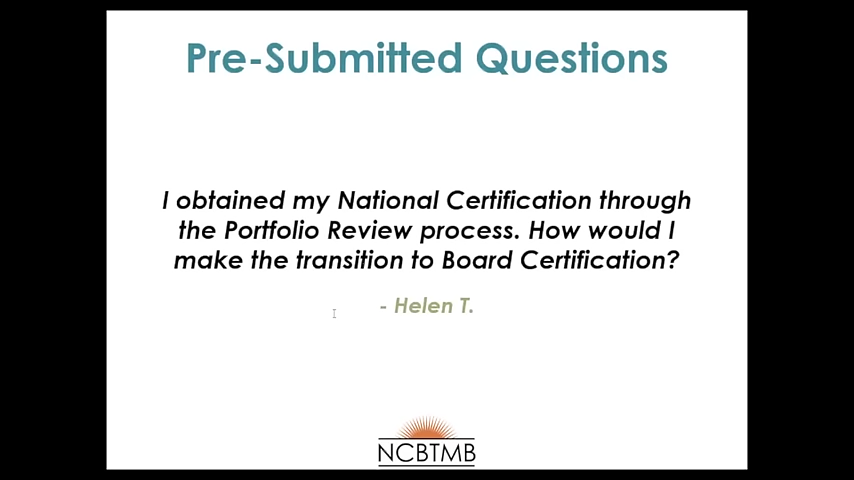 Pre-Submitted Questions
I obtained my National Certification through
the Portfolio Review process. How would I
make the transition to Board Certification?
- Helen T.
NCBTMB